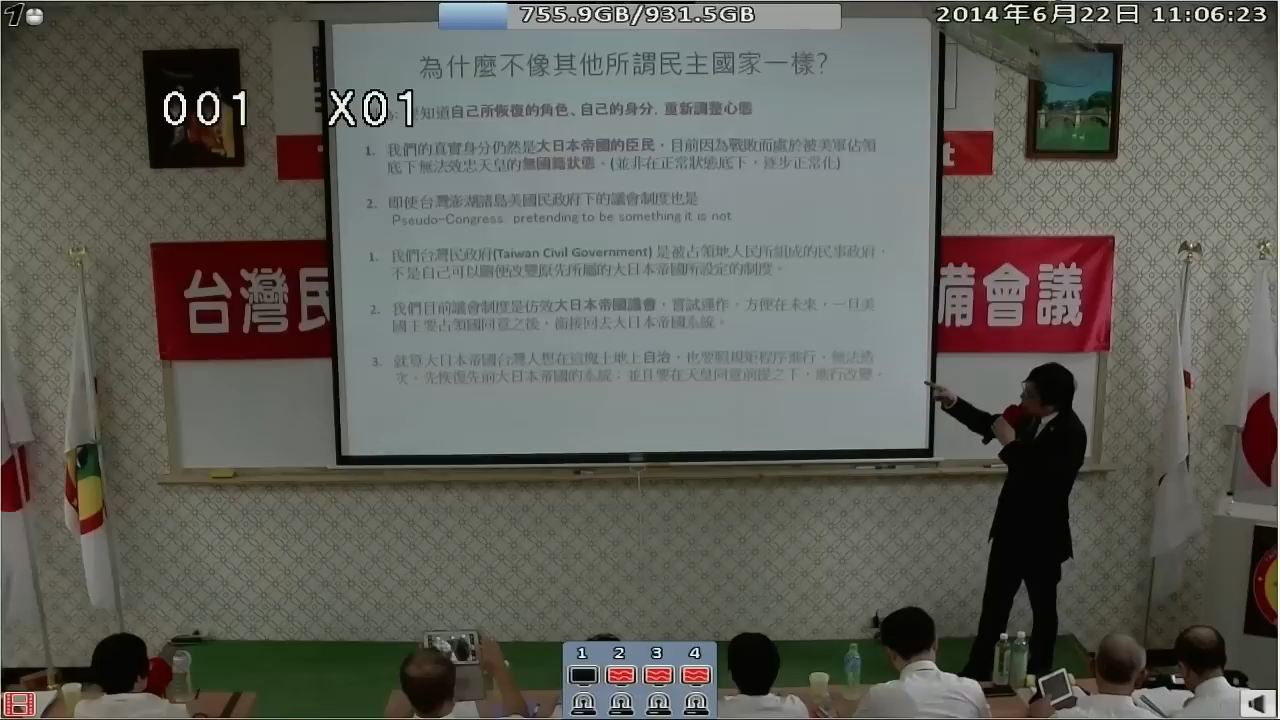 755.9GB/931.5GB
2014年6月22日 11:06:23
001 X01
為什麼不像其他所謂民主國家一樣?
知道自己所恢復的角色、自己的身分, 重新調整心態
1. 我們的真實身分仍然是大日本帝國的臣民,目前因為戰敗而處於被美軍佔領
底下無法效忠天皇的無國籍狀態。(並非在正常狀態底下,逐步正常化)
2. 即使台灣澎湖諸島美國民政府下的議會制度也是
Pseudo-Congress pretending to be something it is not
1. 我們台灣民政府(Taiwan Civil Government) 是被占領地人民所組成的民事政府,
不是自己可以隨便改變原先所屬的大日本帝國所設定的制度。
2. 我們目前議會制度是仿效大日本帝國議會,嘗試運作,方便在未來,一旦美
國主要占領國同意之後,銜接回去大日本帝國系統。
3. 就算大日本帝國台灣人想在這塊土地上自治,也要照規矩程序進行,無法造
次。先恢復先前大日本帝國的系統;並且要在天皇同意前提之下,進行改變。
台灣民
備會議
1 2 3 4